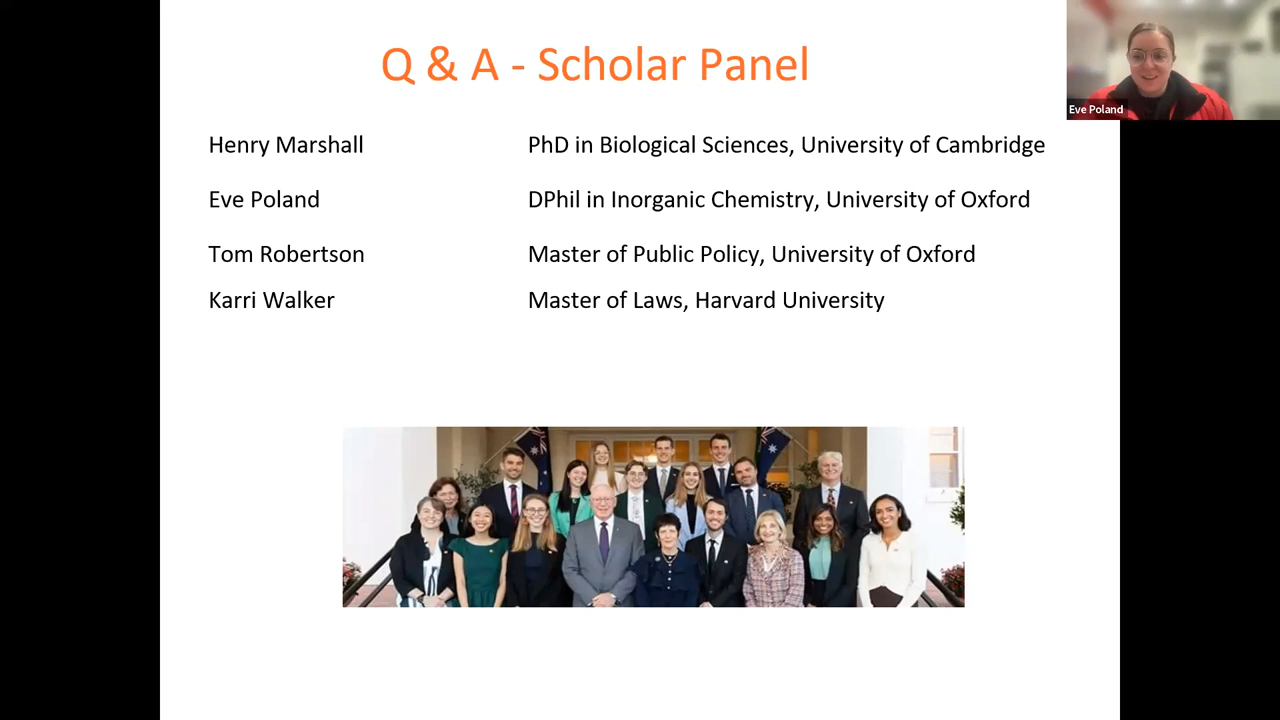 Q & A - Scholar Panel
Eve Poland
Henry Marshall PhD in Biological Sciences, University of Cambridge
Eve Poland DPhil in Inorganic Chemistry, University of Oxford
Tom Robertson Master of Public Policy, University of Oxford
Karri Walker Master of Laws, Harvard University